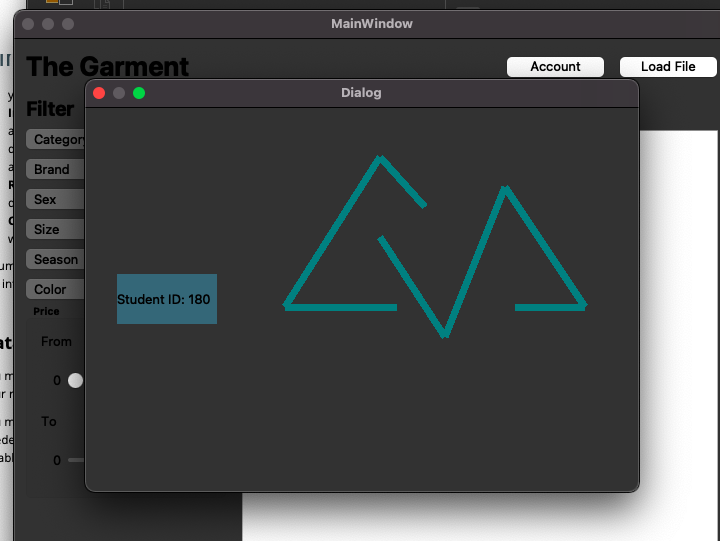 MainWindow
The Garment
Account
Load File
Dialog
Filter
Brand
Sex
Size
Season
Color
Price
From
Student ID: 180
0
To
0